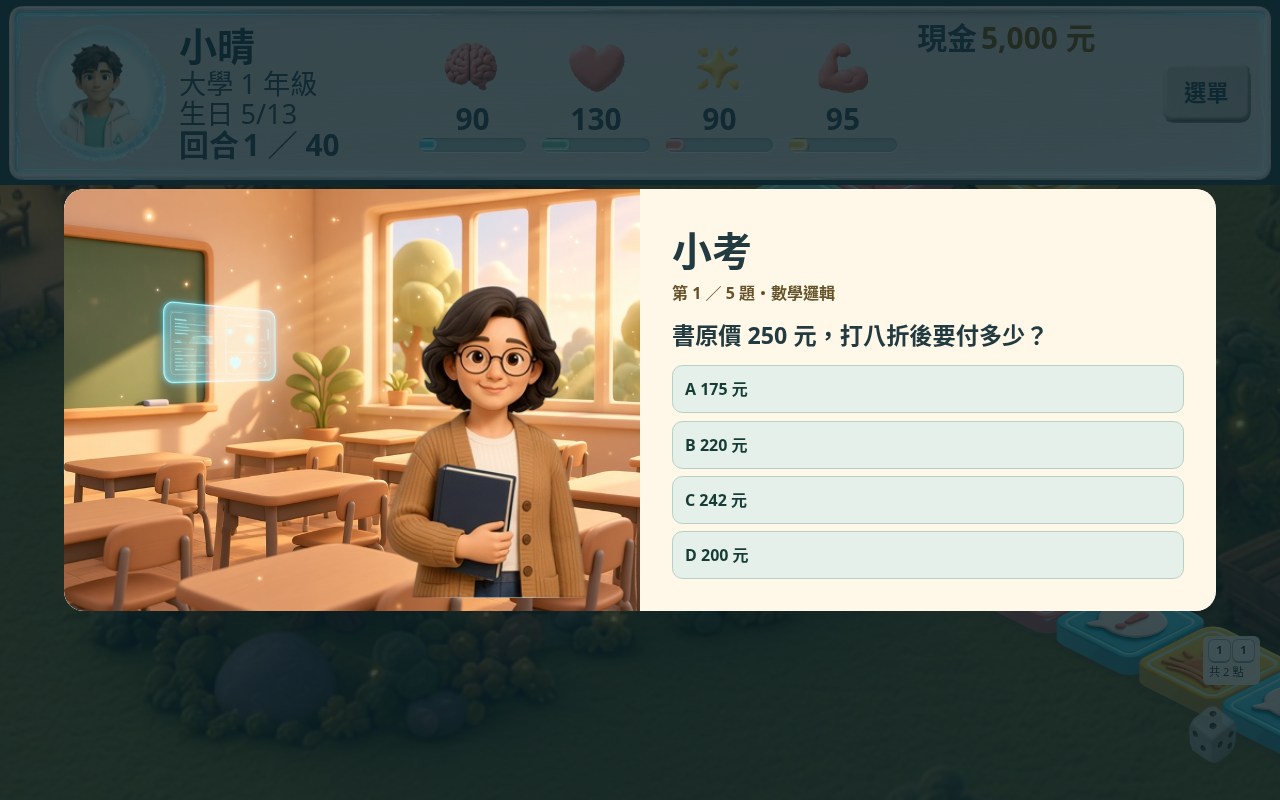 小晴
大學 1 年級
生日 5/13
回合 1 ／ 40
90
130
90
95
現金 5,000 元
選單
小考
第 1 ／ 5 題・數學邏輯
書原價 250 元，打八折後要付多少？
A 175 元
B 220 元
C 242 元
D 200 元
1 1
共 2 點